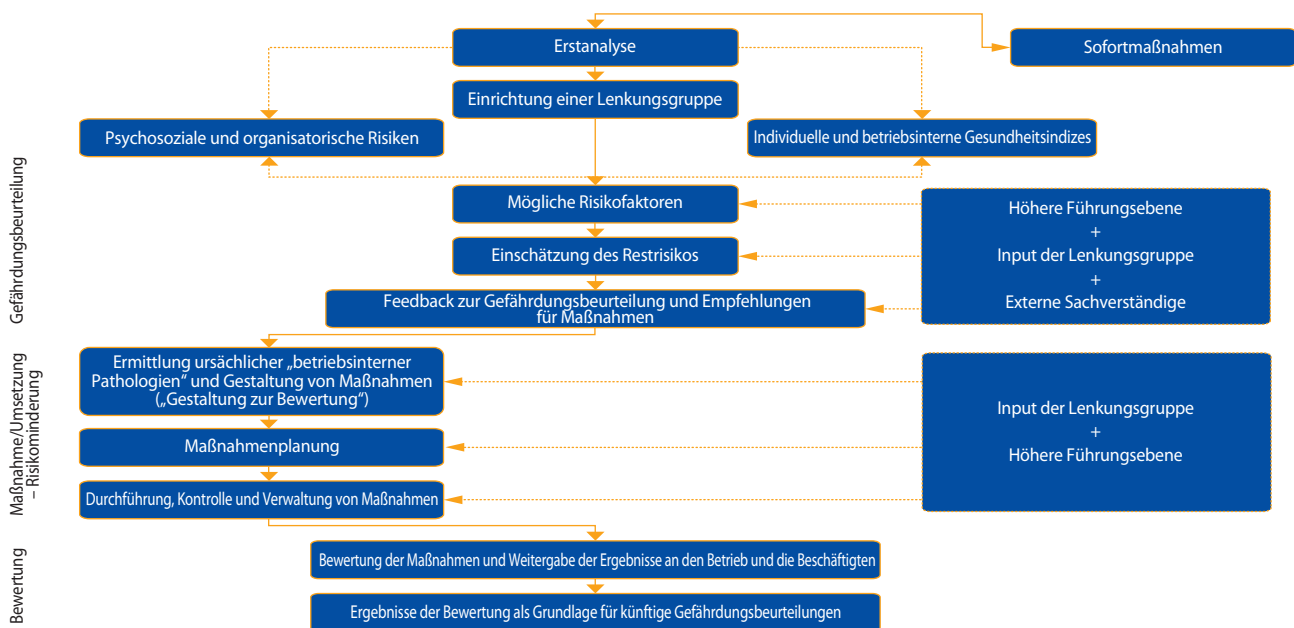 Erstanalyse
Sofortmaßnahmen
Einrichtung einer Lenkungsgruppe
Psychosoziale und organisatorische Risiken
Individuelle und betriebsinterne Gesundheitsindizes
Gefährdungsbeurteilung
Mögliche Risikofaktoren
Einschätzung des Restrisikos
Feedback zur Gefährdungsbeurteilung und Empfehlungen
für Maßnahmen
Höhere Führungsebene
+
Input der Lenkungsgruppe
+
Externe Sachverständige
Maßnahme/Umsetzung
– Risikominderung
Ermittlung ursächlicher „betriebsinterner
Pathologien“ und Gestaltung von Maßnahmen
(„Gestaltung zur Bewertung“)
Maßnahmenplanung
Durchführung, Kontrolle und Verwaltung von Maßnahmen
Input der Lenkungsgruppe
+
Höhere Führungsebene
Bewertung
Bewertung der Maßnahmen und Weitergabe der Ergebnisse an den Betrieb und die Beschäftigten
Ergebnisse der Bewertung als Grundlage für künftige Gefährdungsbeurteilungen